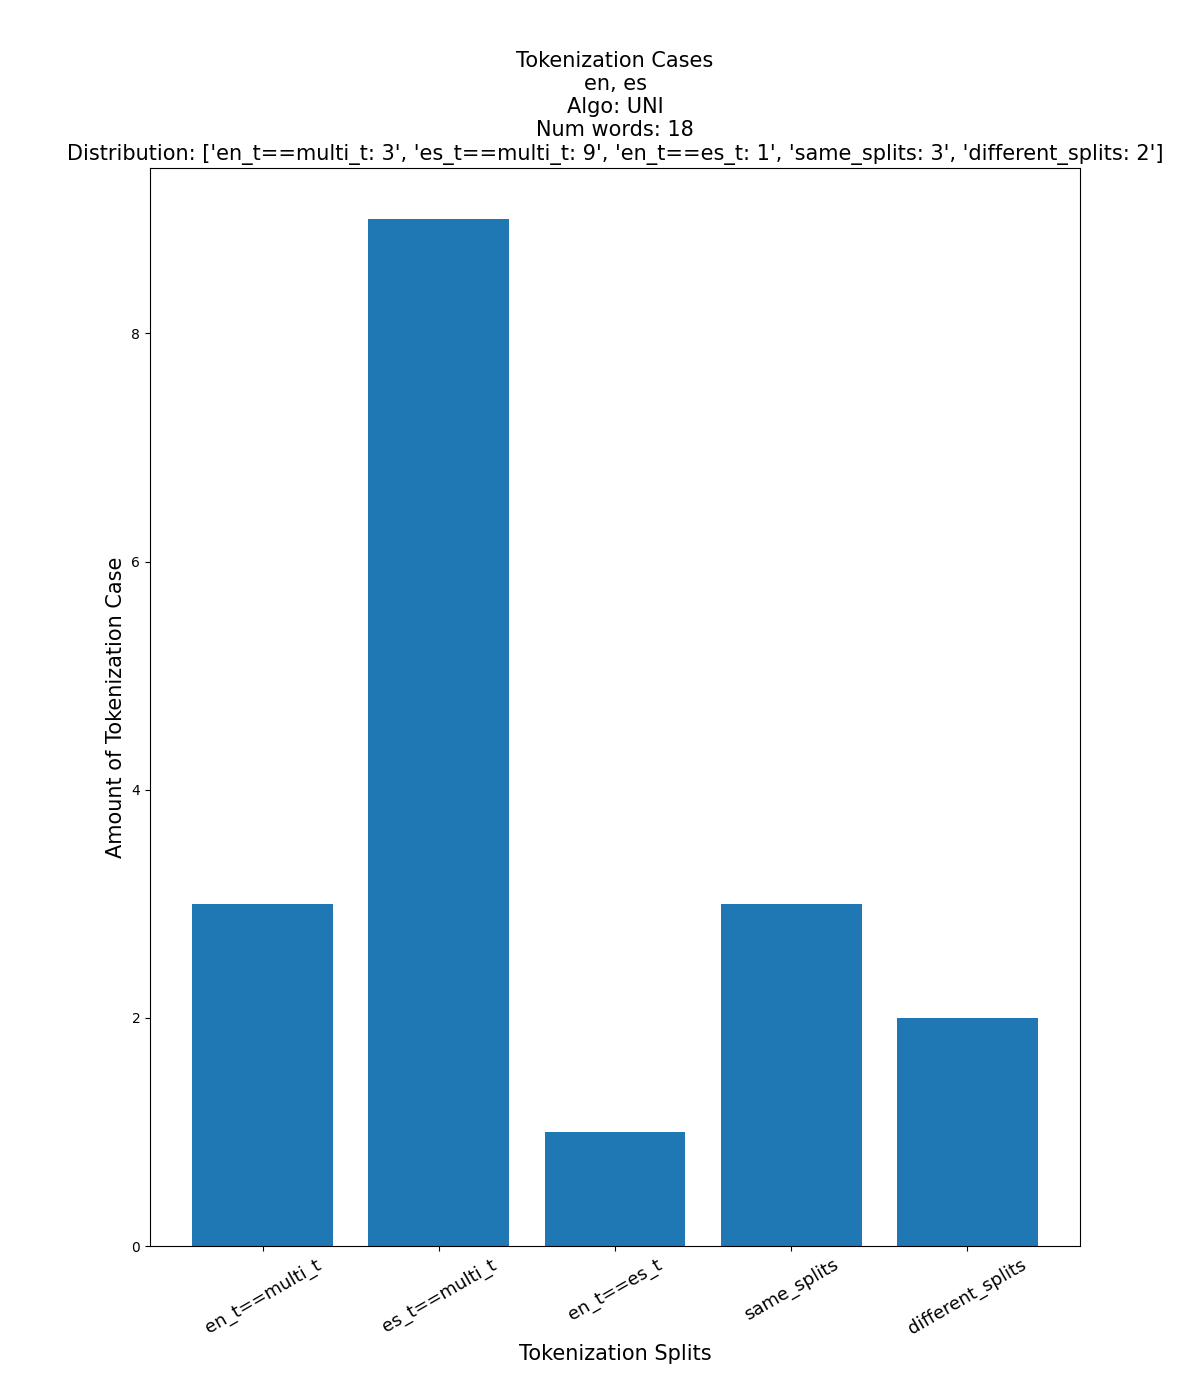 Tokenization Cases
en, es
Algo: UNI
Num words: 18
Distribution: ['en_t==multi_t: 3', 'es_t==multi_t: 9', 'en_t==es_t: 1', 'same_splits: 3', 'different_splits: 2']
Amount of Tokenization Case
8
6
4
2
0
en_t==multi_t
es_t==multi_t
en_t==es_t
same_splits
different_splits
Tokenization Splits